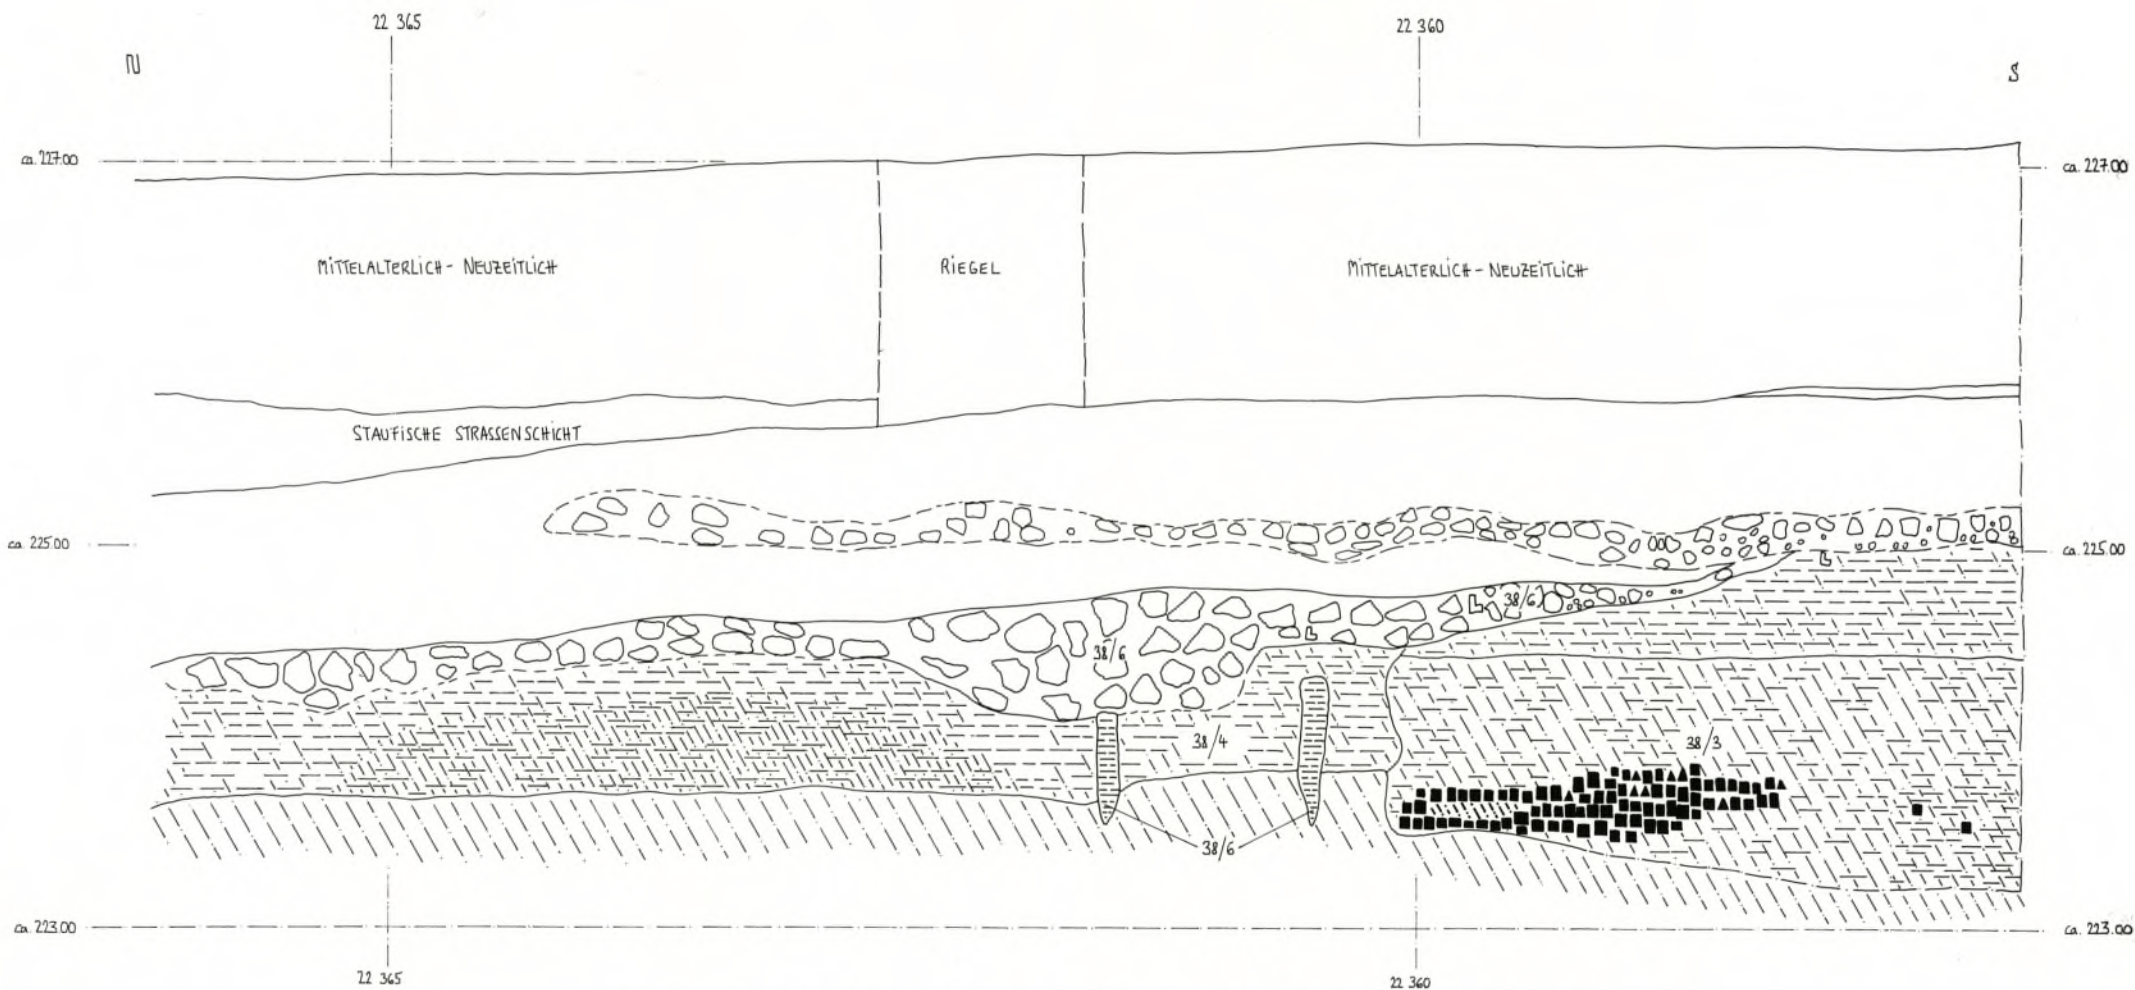 22 365
22 360
N
S
ca. 227.00
ca. 227.00
MITTELALTERLICH - NEUZEITLICH
RIEGEL
MITTELALTERLICH - NEUZEITLICH
STAUFISCHE STRASSENSCHICHT
ca. 225.00
ca. 225.00
38/6
38/6
38/4
38/3
38/6
ca. 223.00
ca. 223.00
22 365
22 360